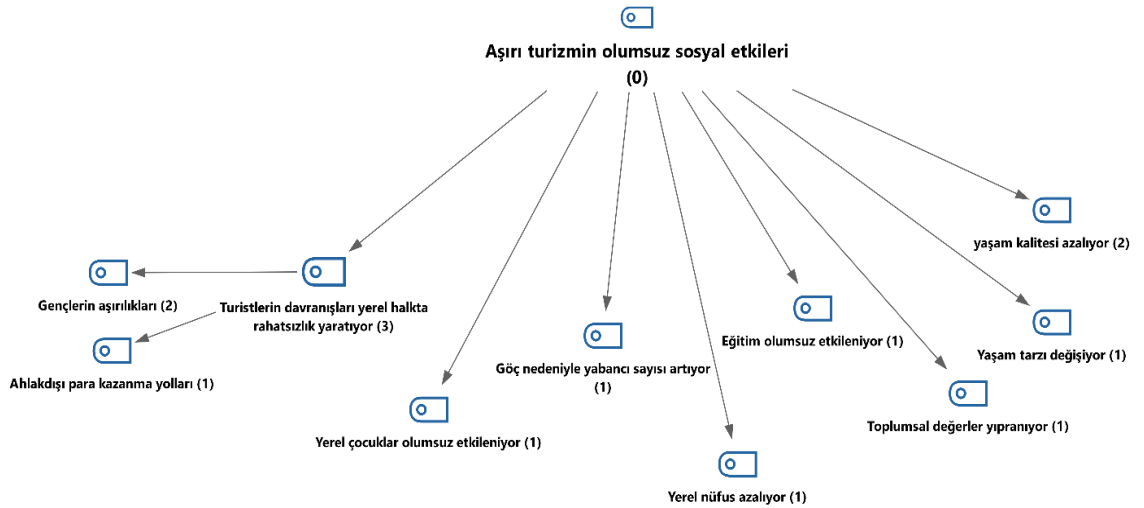 Aşırı turizmin olumsuz sosyal etkileri
(0)
yaşam kalitesi azalıyor (2)
Gençlerin aşırılıkları (2)
Turistlerin davranışları yerel halkta
rahatsızlık yaratıyor (3)
Ahlakdışı para kazanma yolları (1)
Göç nedeniyle yabancı sayısı artıyor
(1)
Eğitim olumsuz etkileniyor (1)
Yaşam tarzı değişiyor (1)
Yerel çocuklar olumsuz etkileniyor (1)
Toplumsal değerler yıpranıyor (1)
Yerel nüfus azalıyor (1)